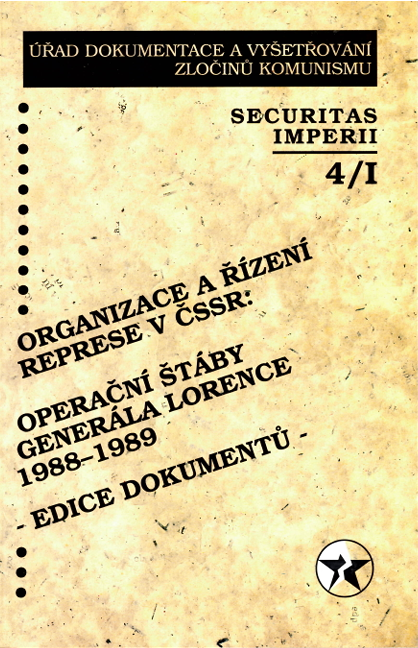 ÚŘAD DOKUMENTACE A VYŠETŘOVÁNÍ
ZLOČINŮ KOMUNISMU
SECURITAS
IMPERII
4/I
ORGANIZACE A ŘÍZENÍ
REPRESE V ČSSR:
OPERAČNÍ ŠTÁBY
GENERÁLA LORENCE
1988–1989
- EDICE DOKUMENTŮ -